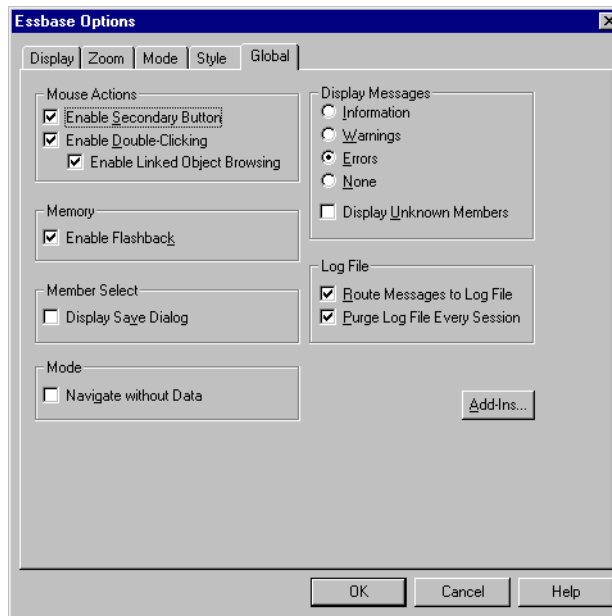 Essbase Options
Display
Zoom
Mode
Style
Global
Mouse Actions
Enable Secondary Button
Enable Double-Clicking
Enable Linked Object Browsing
Memory
Enable Flashback
Member Select
Display Save Dialog
Mode
Navigate without Data
Display Messages
Information
Warnings
Errors
None
Display Unknown Members
Log File
Route Messages to Log File
Purge Log File Every Session
Add-Ins...
OK
Cancel
Help